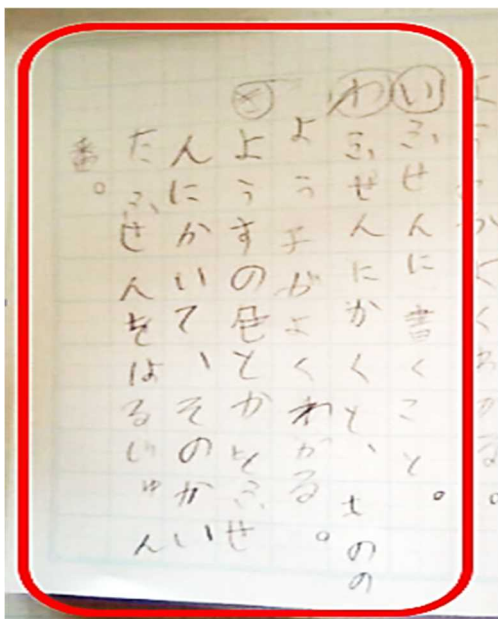 い ふせんに書くこと。
わ ふせんにかくと、もののよう子がよくわかる。
ようすの色とかをふせ
んにかいて、そのかい
たふせんをはるじゅん
番。